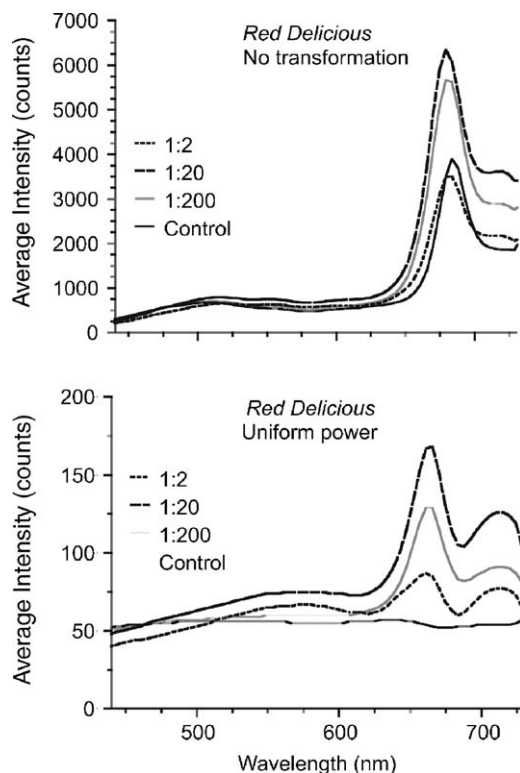 Red Delicious
No transformation
7000
6000
5000
4000
3000
2000
1000
0
Average Intensity (counts)
1:2
1:20
1:200
Control
Red Delicious
Uniform power
200
150
100
50
0
Average Intensity (counts)
1:2
1:20
1:200
Control
500
600
700
Wavelength (nm)